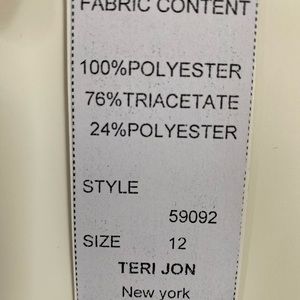 FABRIC CONTENT
100%POLYESTER
76%TRIACETATE
24%POLYESTER
STYLE
59092
SIZE 12
TERI JON
New york